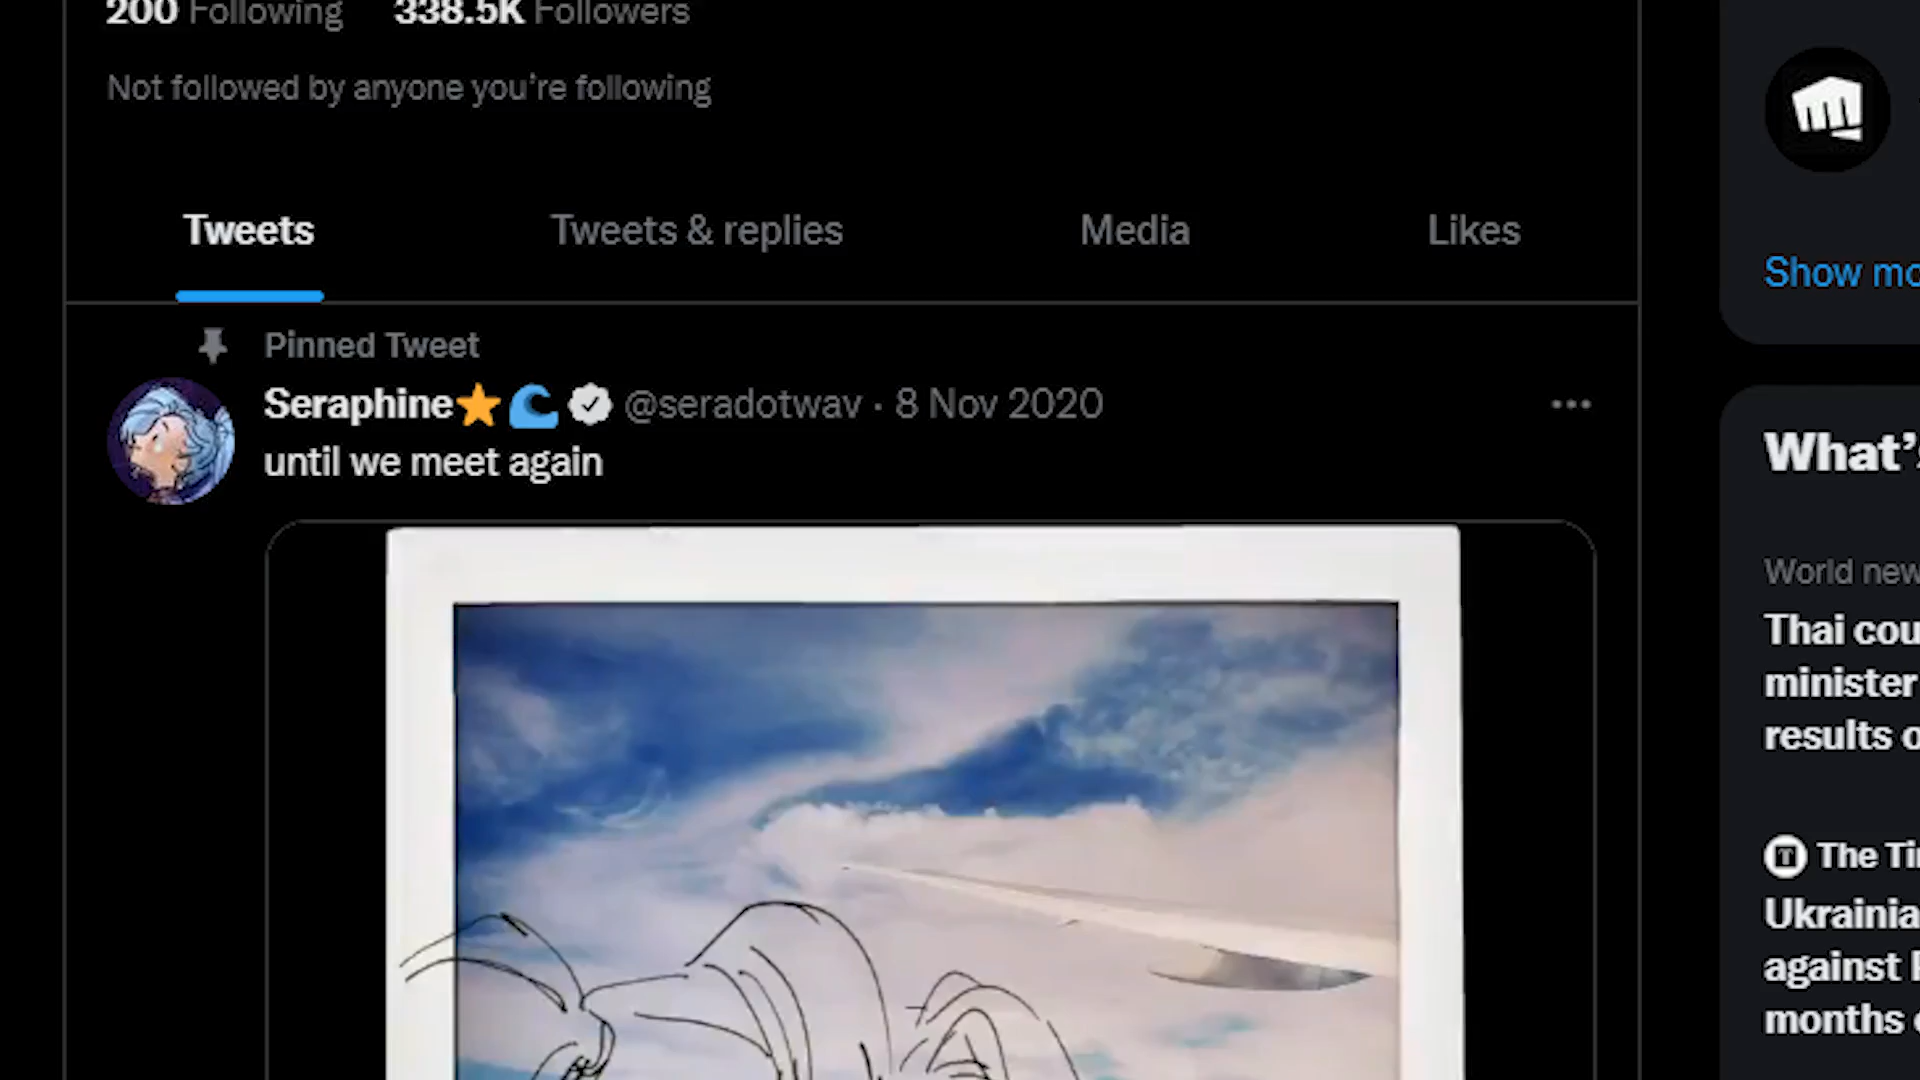 200 Following 338.5K Followers
Not followed by anyone you're following
Tweets Tweets & replies Media Likes
Show mo
Pinned Tweet
Seraphine @seradotwav · 8 Nov 2020
until we meet again
What's
World new
Thai cou
minister
results o
The Ti
Ukrainia
against
months